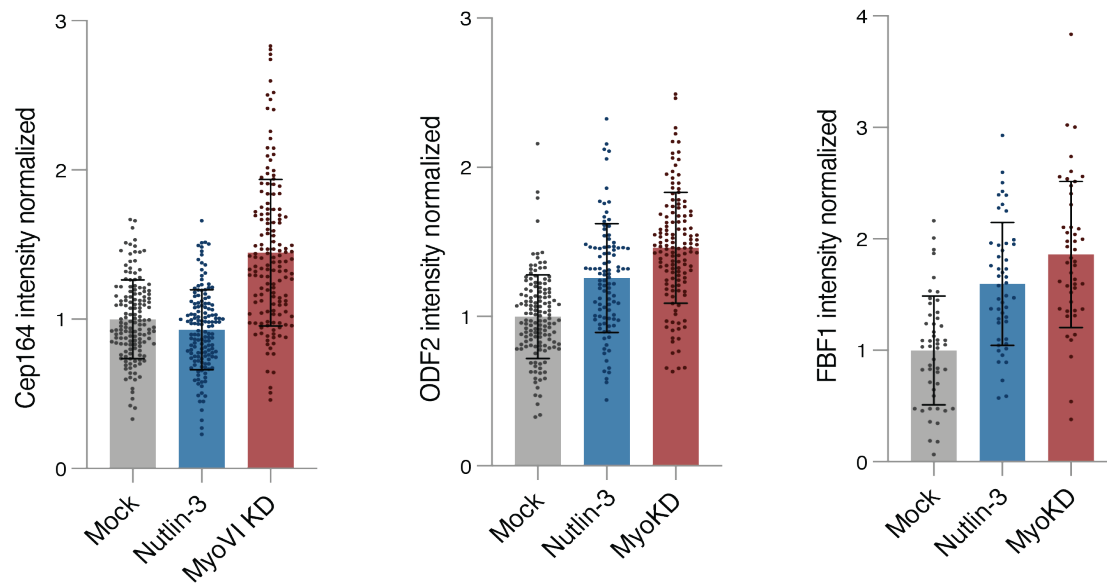 Cep164 intensity normalized
3
2
1
0
Mock
Nutlin-3
MyoVI KD
ODF2 intensity normalized
3
2
1
0
Mock
Nutlin-3
MyoKD
FBF1 intensity normalized
4
3
2
1
0
Mock
Nutlin-3
MyoKD